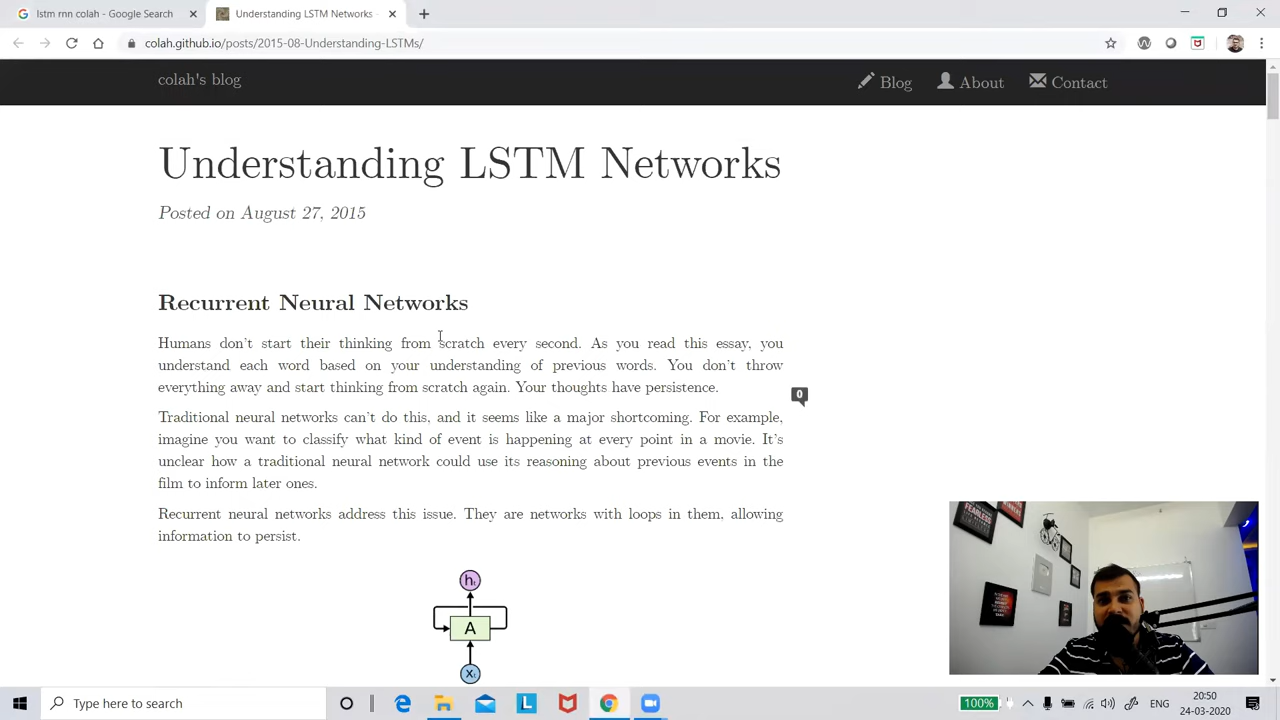 lstm rnn colah - Google Search
Understanding LSTM Networks
colah.github.io/posts/2015-08-Understanding-LSTMs/
colah's blog
Blog
About
Contact
Understanding LSTM Networks
Posted on August 27, 2015
Recurrent Neural Networks
Humans don't start their thinking from scratch every second. As you read this essay, you
understand each word based on your understanding of previous words. You don't throw
everything away and start thinking from scratch again. Your thoughts have persistence.
0
Traditional neural networks can't do this, and it seems like a major shortcoming. For example,
imagine you want to classify what kind of event is happening at every point in a movie. It's
unclear how a traditional neural network could use its reasoning about previous events in the
film to inform later ones.
Recurrent neural networks address this issue. They are networks with loops in them, allowing
information to persist.
FEARLESS
ht
A
xt
Type here to search
L
100%
ENG
20:50
24-03-2020